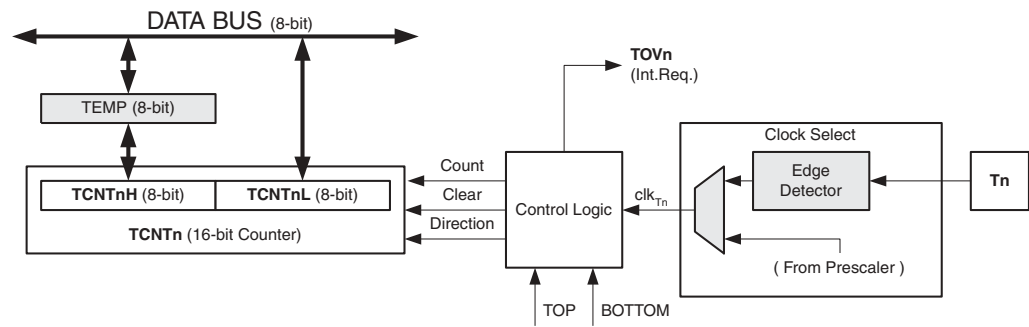 DATA BUS (8-bit)
TOVn
(Int.Req.)
TEMP (8-bit)
Clock Select
Count
Edge
Detector
Tn
TCNTnH (8-bit)
TCNTnL (8-bit)
Clear
Control Logic
clkTn
Direction
TCNTn (16-bit Counter)
( From Prescaler )
TOP
BOTTOM